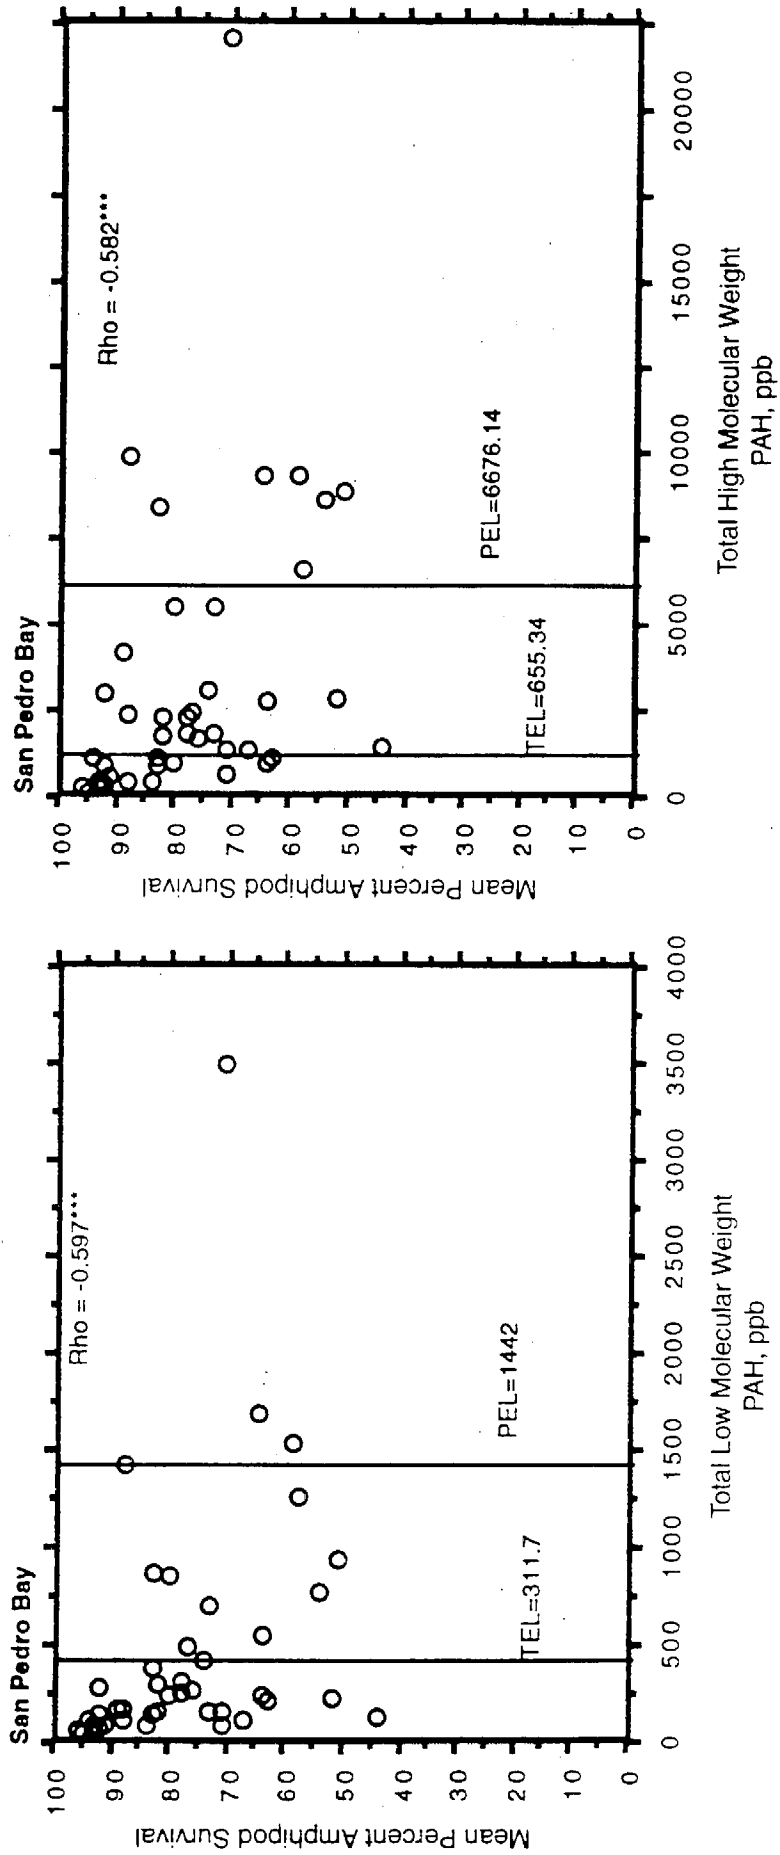 San Pedro Bay
Mean Percent Amphipod Survival
100
90
80
70
60
50
40
30
20
10
0
Rho = -0.597***
TEL=311.7
PEL=1442
0
500
1000
1500
2000
2500
3000
3500
4000
Total Low Molecular Weight
PAH, ppb
San Pedro Bay
Mean Percent Amphipod Survival
100
90
80
70
60
50
40
30
20
10
0
Rho = -0.582***
TEL=655.34
PEL=6676.14
0
5000
10000
15000
20000
Total High Molecular Weight
PAH, ppb